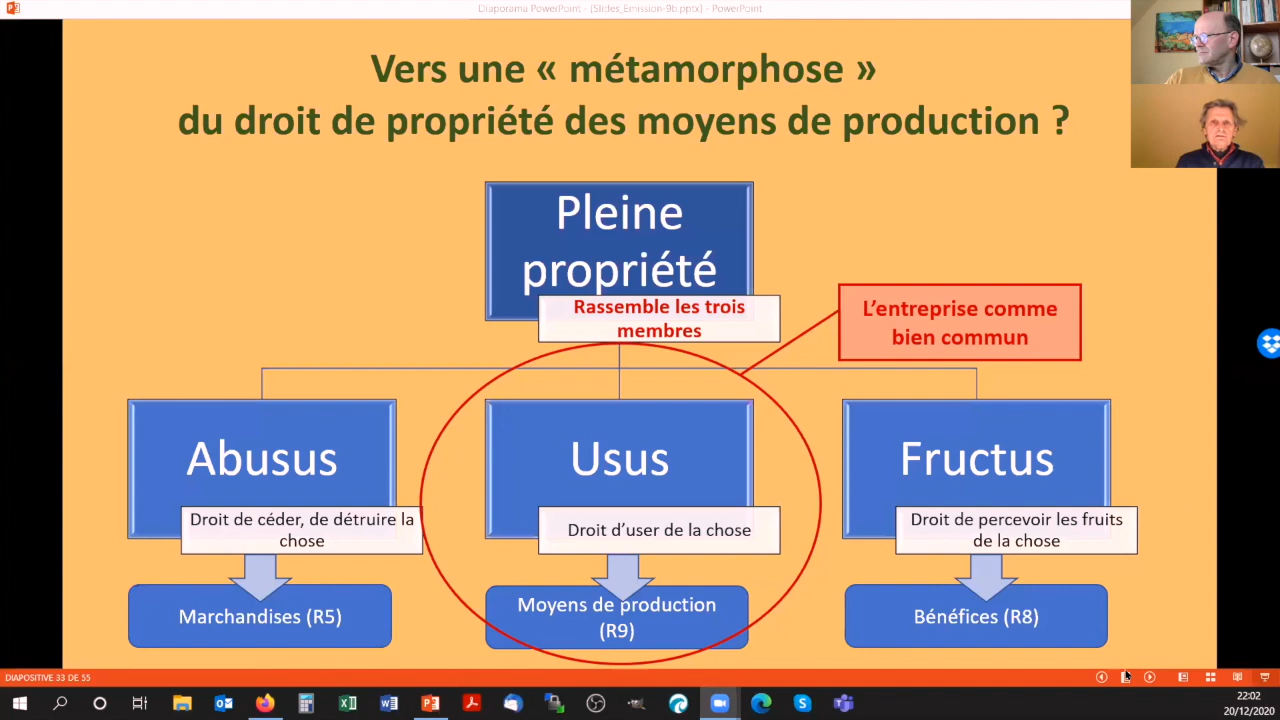 Diaporama PowerPoint - [Slides_Emission-9b.pptx] - PowerPoint
Vers une « métamorphose »
du droit de propriété des moyens de production ?
Pleine
propriété
Rassemble les trois
membres
L'entreprise comme
bien commun
Abusus
Droit de céder, de détruire la
chose
Marchandises (R5)
Usus
Droit d'user de la chose
Moyens de production
(R9)
Fructus
Droit de percevoir les fruits
de la chose
Bénéfices (R8)
DIAPOSITIVE 33 DE 55
22:02
20/12/2020